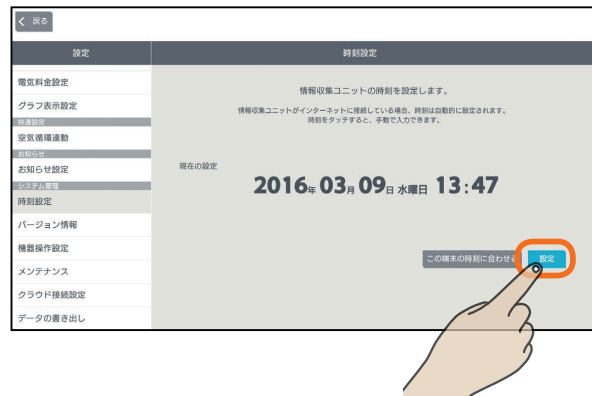 戻る
設定
時刻設定
電気料金設定
グラフ表示設定
快適設定
空気循環連動
お知らせ
お知らせ設定
システム管理
時刻設定
バージョン情報
機器操作設定
メンテナンス
クラウド接続設定
データの書き出し
情報収集ユニットの時刻を設定します。
情報収集ユニットがインターネットに接続している場合、時刻は自動的に設定されます。
時刻をタッチすると、手動で入力できます。
現在の設定
2016年 03月 09日 水曜日 13:47
この端末の時刻に合わせる
設定